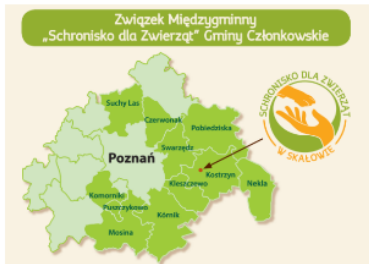 Związek Międzygminny
„Schronisko dla Zwierząt” Gminy Członkowskie
SCHRONISKO DLA ZWIERZĄT
W SKAŁOWIE
Suchy Las
Czerwonak
Pobiedziska
Swarzędz
Poznań
Kostrzyn
Kleszczewo
Nekla
Komorniki
Puszczykowo
Kórnik
Mosina